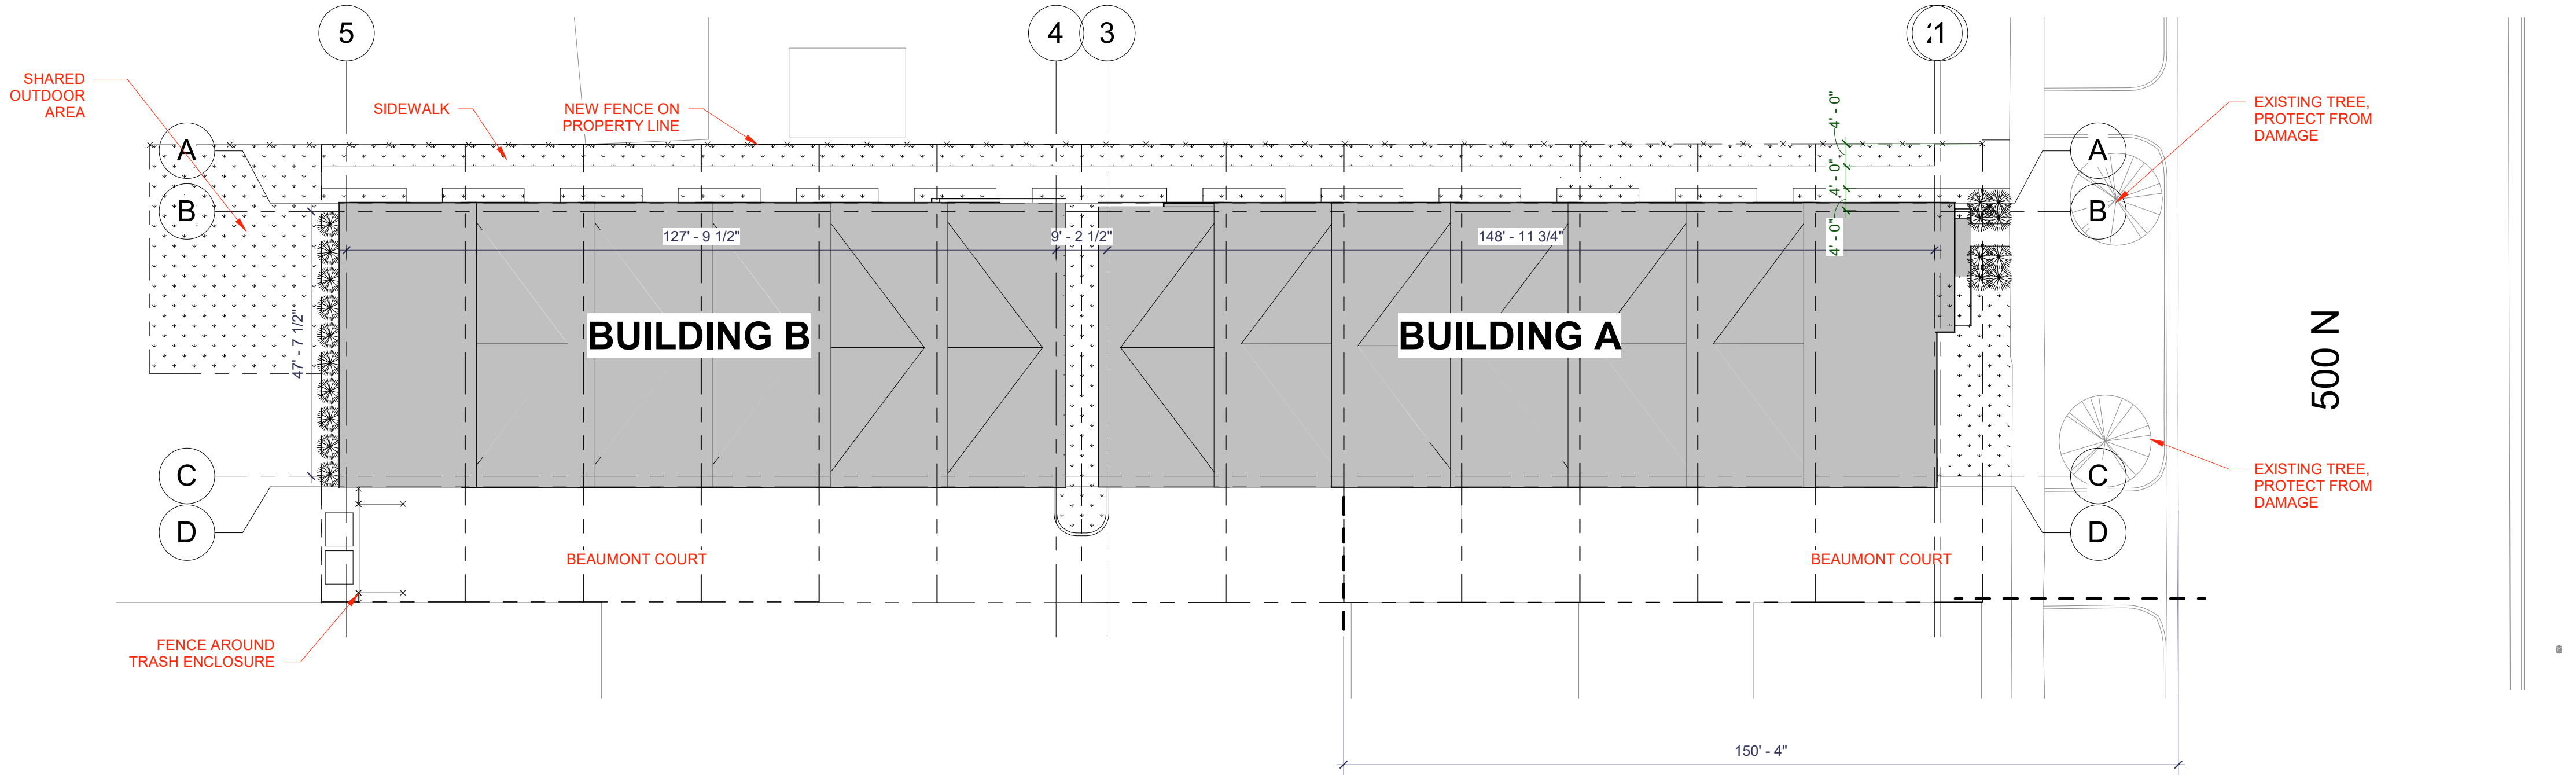 5
4
3
1
SHARED
OUTDOOR
AREA
SIDEWALK
NEW FENCE ON
PROPERTY LINE
4' - 0"
4' - 0"
4' - 0"
EXISTING TREE,
PROTECT FROM
DAMAGE
A
A
B
B
127' - 9 1/2"
9' - 2 1/2"
148' - 11 3/4"
47' - 7 1/2"
BUILDING B
BUILDING A
500 N
C
C
EXISTING TREE,
PROTECT FROM
DAMAGE
D
D
BEAUMONT COURT
BEAUMONT COURT
FENCE AROUND
TRASH ENCLOSURE
150' - 4"